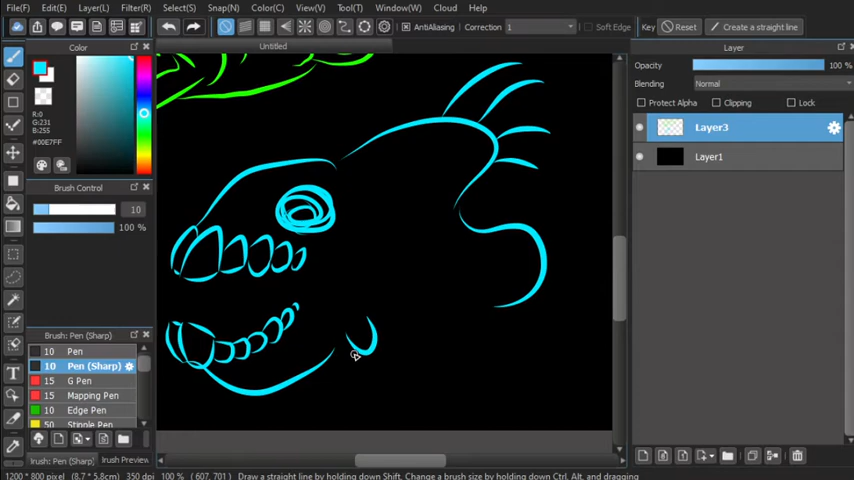 File(F) Edit(E) View(V) Filter(R) Snap(N) Color(C) View(V) Tool(T) Window(W) Cloud Help(H)
AntiAliasing Correction 1 Soft Edge Key Reset Create a straight line
Color
Untitled
Layer
Opacity 100 %
Blending Normal
Protect Alpha Clipping Lock
R:0
G:231
B:255
#00E7FF
Layer3
Layer1
Brush Control
10
100 %
Brush: Pen (Sharp)
10 Pen
10 Pen (Sharp)
15 G Pen
15 Mapping Pen
10 Edge Pen
50 Stipple Pen
Brush: Pen (Sharp) Brush Preview
1200 * 800 pixel (8.7 * 5.8cm) 100 % ( 607, 701 ) Draw a straight line by holding down Shift, Change a brush size by holding down Ctrl, Alt, and dragging